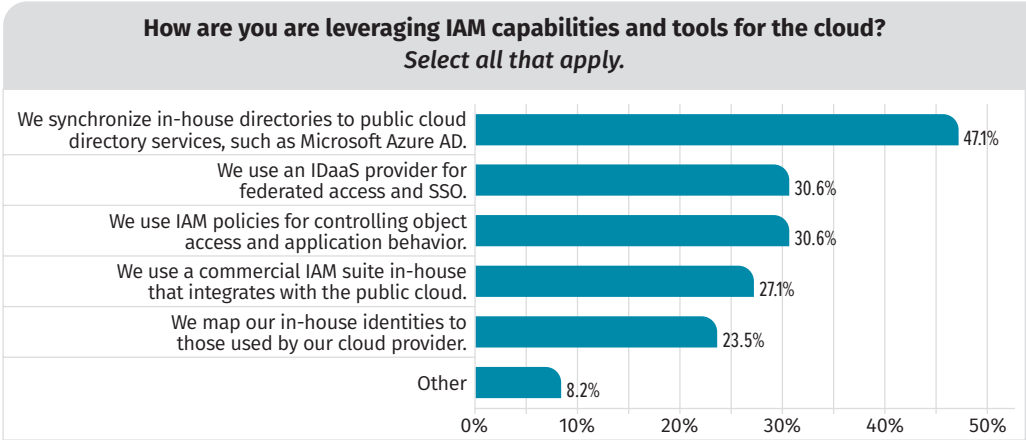 How are you are leveraging IAM capabilities and tools for the cloud?
Select all that apply.
We synchronize in-house directories to public cloud
directory services, such as Microsoft Azure AD.
47.1%
We use an IDaaS provider for
federated access and SSO.
30.6%
We use IAM policies for controlling object
access and application behavior.
30.6%
We use a commercial IAM suite in-house
that integrates with the public cloud.
27.1%
We map our in-house identities to
those used by our cloud provider.
23.5%
Other
8.2%
0% 10% 20% 30% 40% 50%